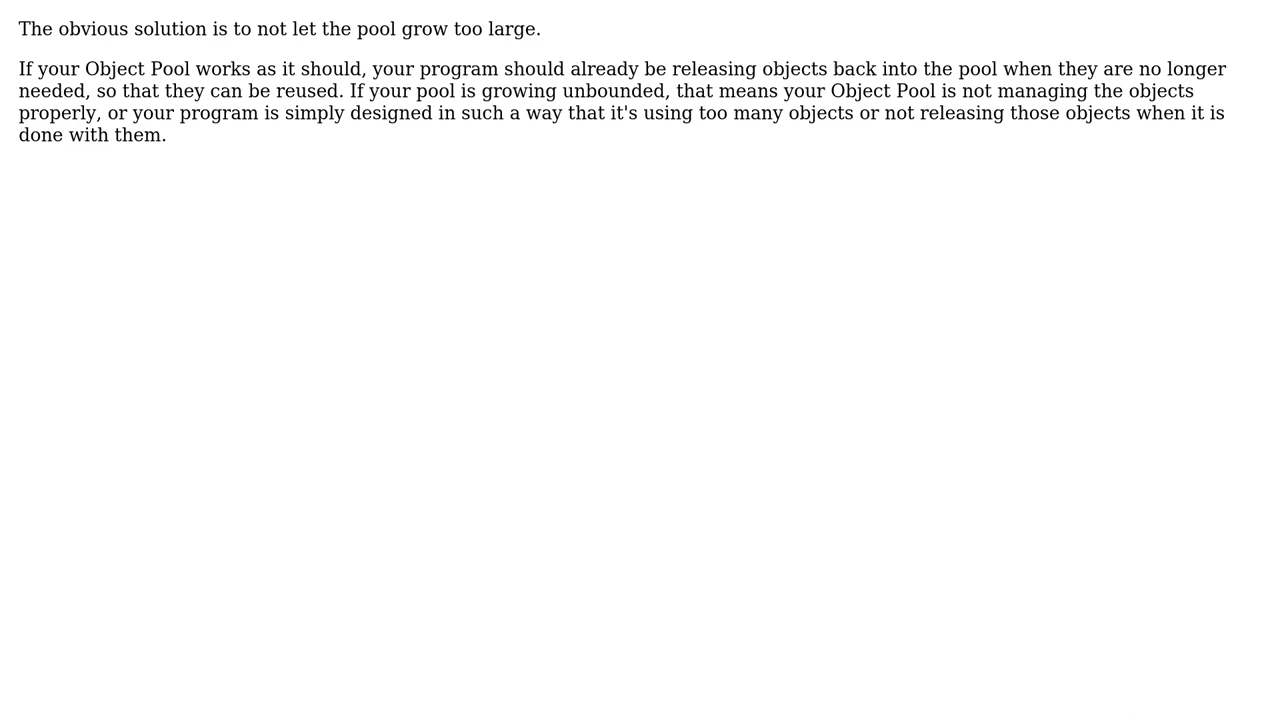 The obvious solution is to not let the pool grow too large.
If your Object Pool works as it should, your program should already be releasing objects back into the pool when they are no longer
needed, so that they can be reused. If your pool is growing unbounded, that means your Object Pool is not managing the objects
properly, or your program is simply designed in such a way that it's using too many objects or not releasing those objects when it is
done with them.